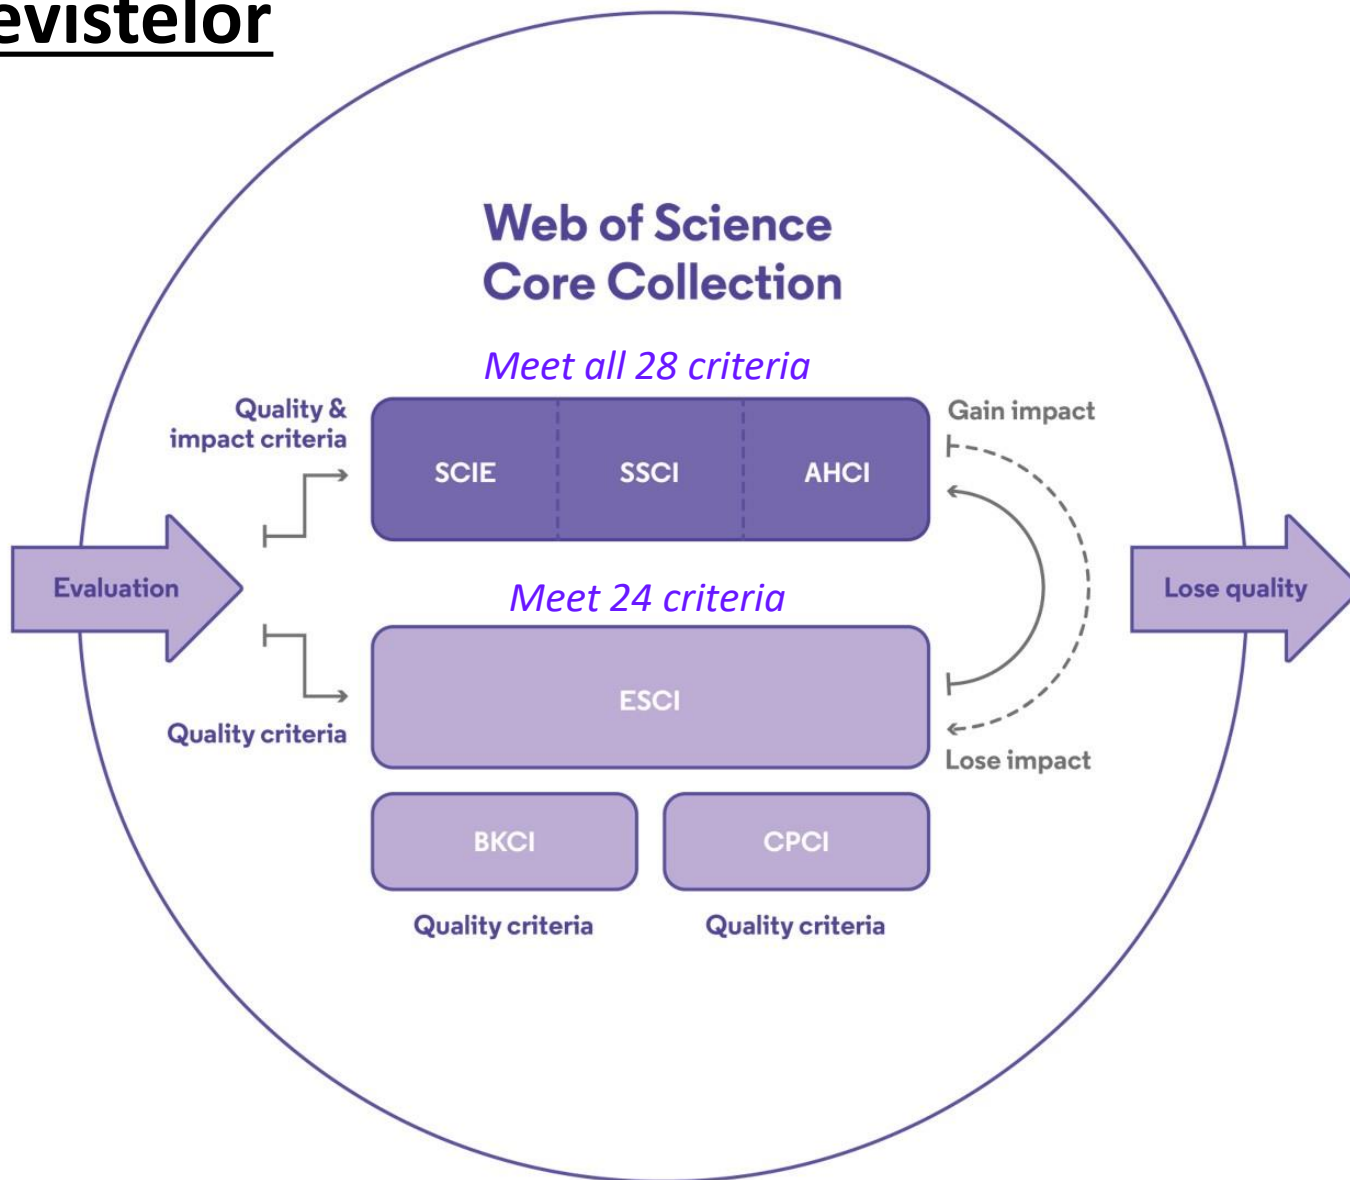 evistelor
Web of Science
Core Collection
Meet all 28 criteria
Quality &
impact criteria
SCIE
SSCI
AHCI
Gain impact
Evaluation
Meet 24 criteria
Lose quality
ESCI
Quality criteria
Lose impact
BKCI
CPCI
Quality criteria
Quality criteria